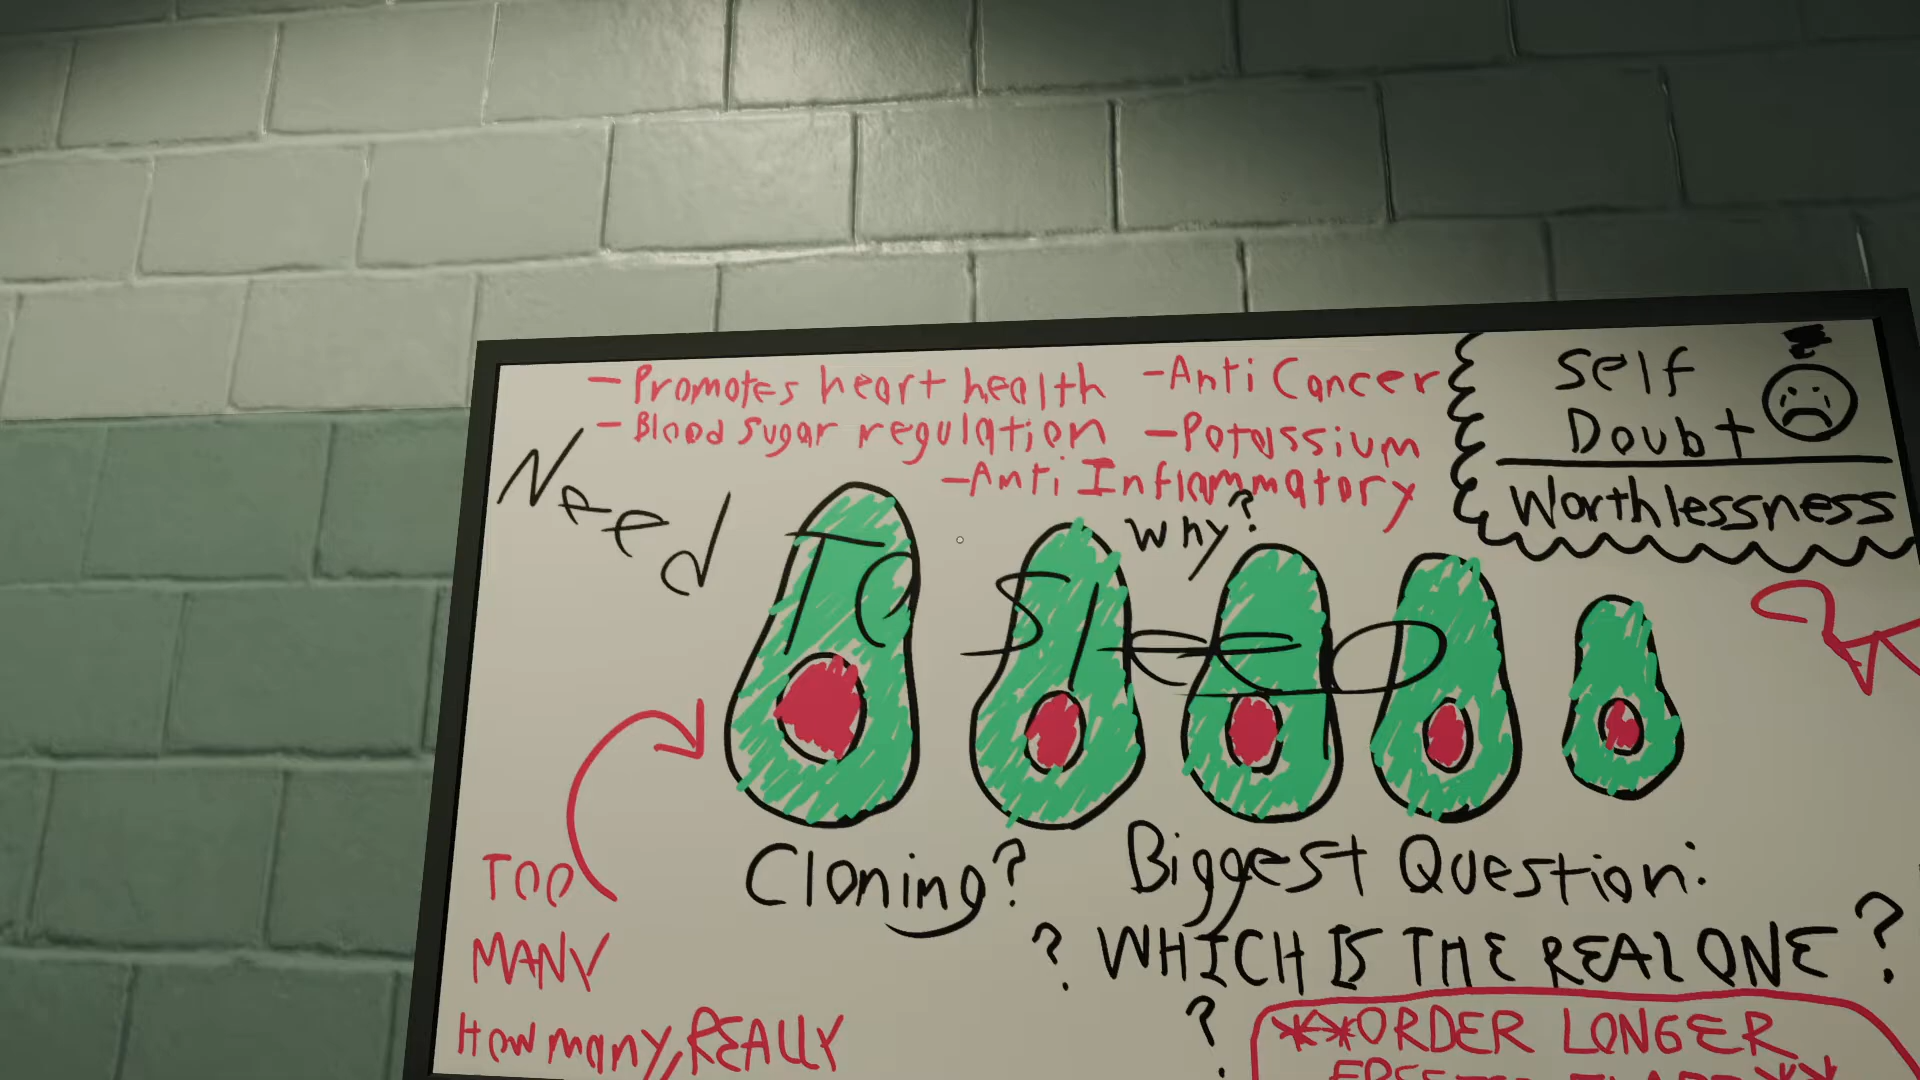 - Promotes heart health
- Blood sugar regulation
- Anti Cancer
- Potassium
- Anti Inflammatory
Self
Doubt
Worthlessness
Need
To
Sleep
Why?
Cloning?
Biggest Question:
? WHICH IS THE REAL ONE ?
?
TOO
MANY
How many, REALLY
***ORDER LONGER